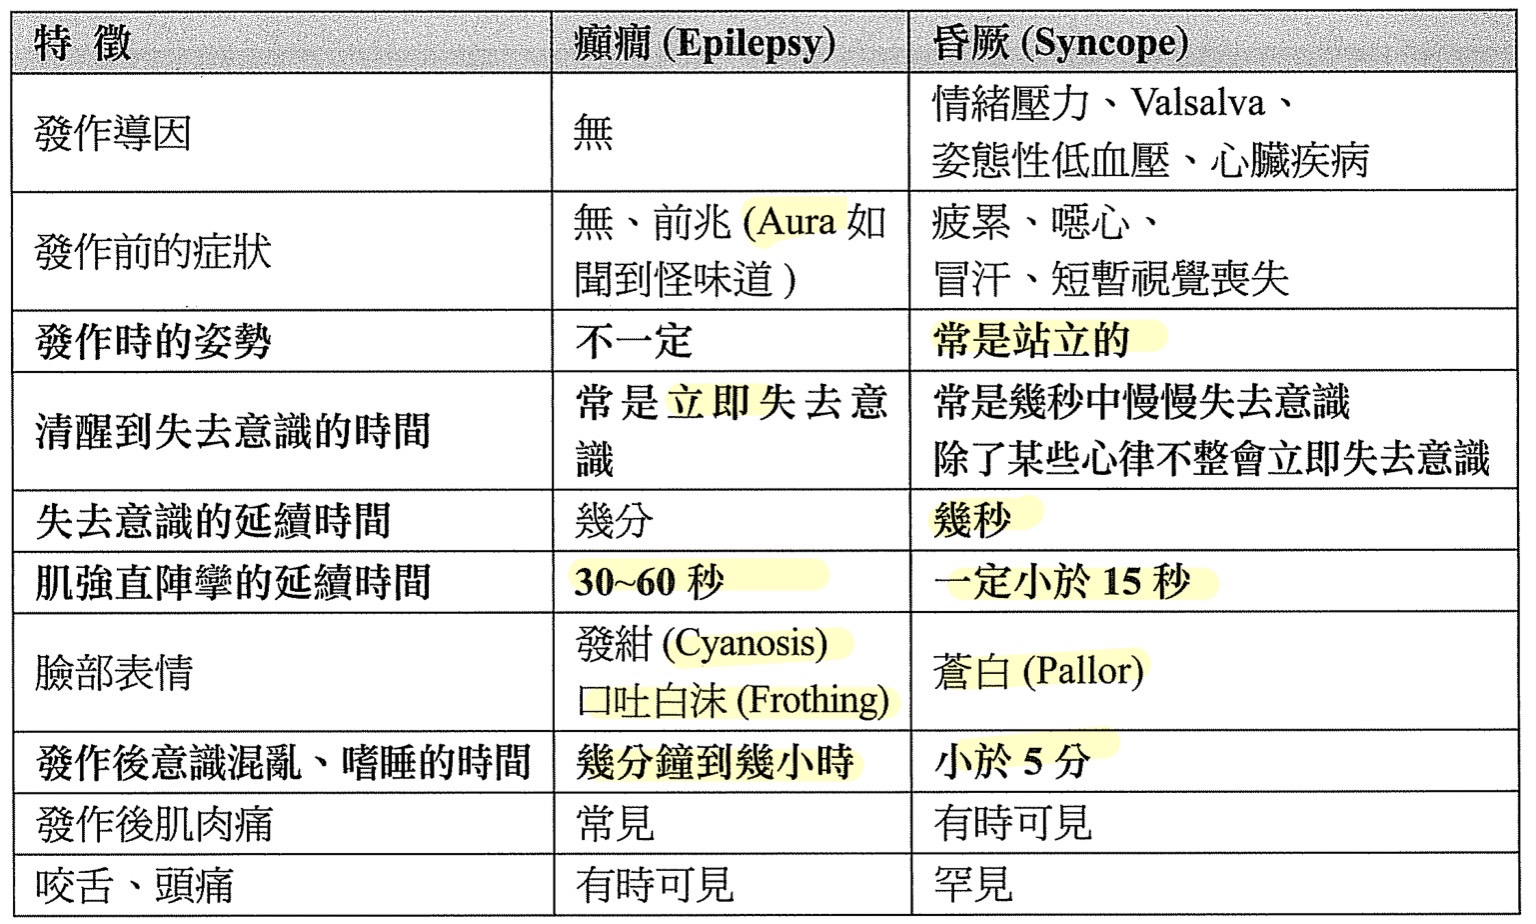 特 徵 癲癇 (Epilepsy) 昏厥 (Syncope)
發作導因 無 情緒壓力、Valsalva、
姿態性低血壓、心臟疾病
發作前的症狀 無、前兆 (Aura 如
聞到怪味道 )
疲累、噁心、
冒汗、短暫視覺喪失
發作時的姿勢 不一定 常是站立的
清醒到失去意識的時間 常是立即失去意
識
常是幾秒中慢慢失去意識
除了某些心律不整會立即失去意識
失去意識的延續時間 幾分 幾秒
肌強直陣攣的延續時間 30~60 秒 一定小於 15 秒
臉部表情 發紺 (Cyanosis)
口吐白沫 (Frothing)
蒼白 (Pallor)
發作後意識混亂、嗜睡的時間 幾分鐘到幾小時 小於 5 分
發作後肌肉痛 常見 有時可見
咬舌、頭痛 有時可見 罕見